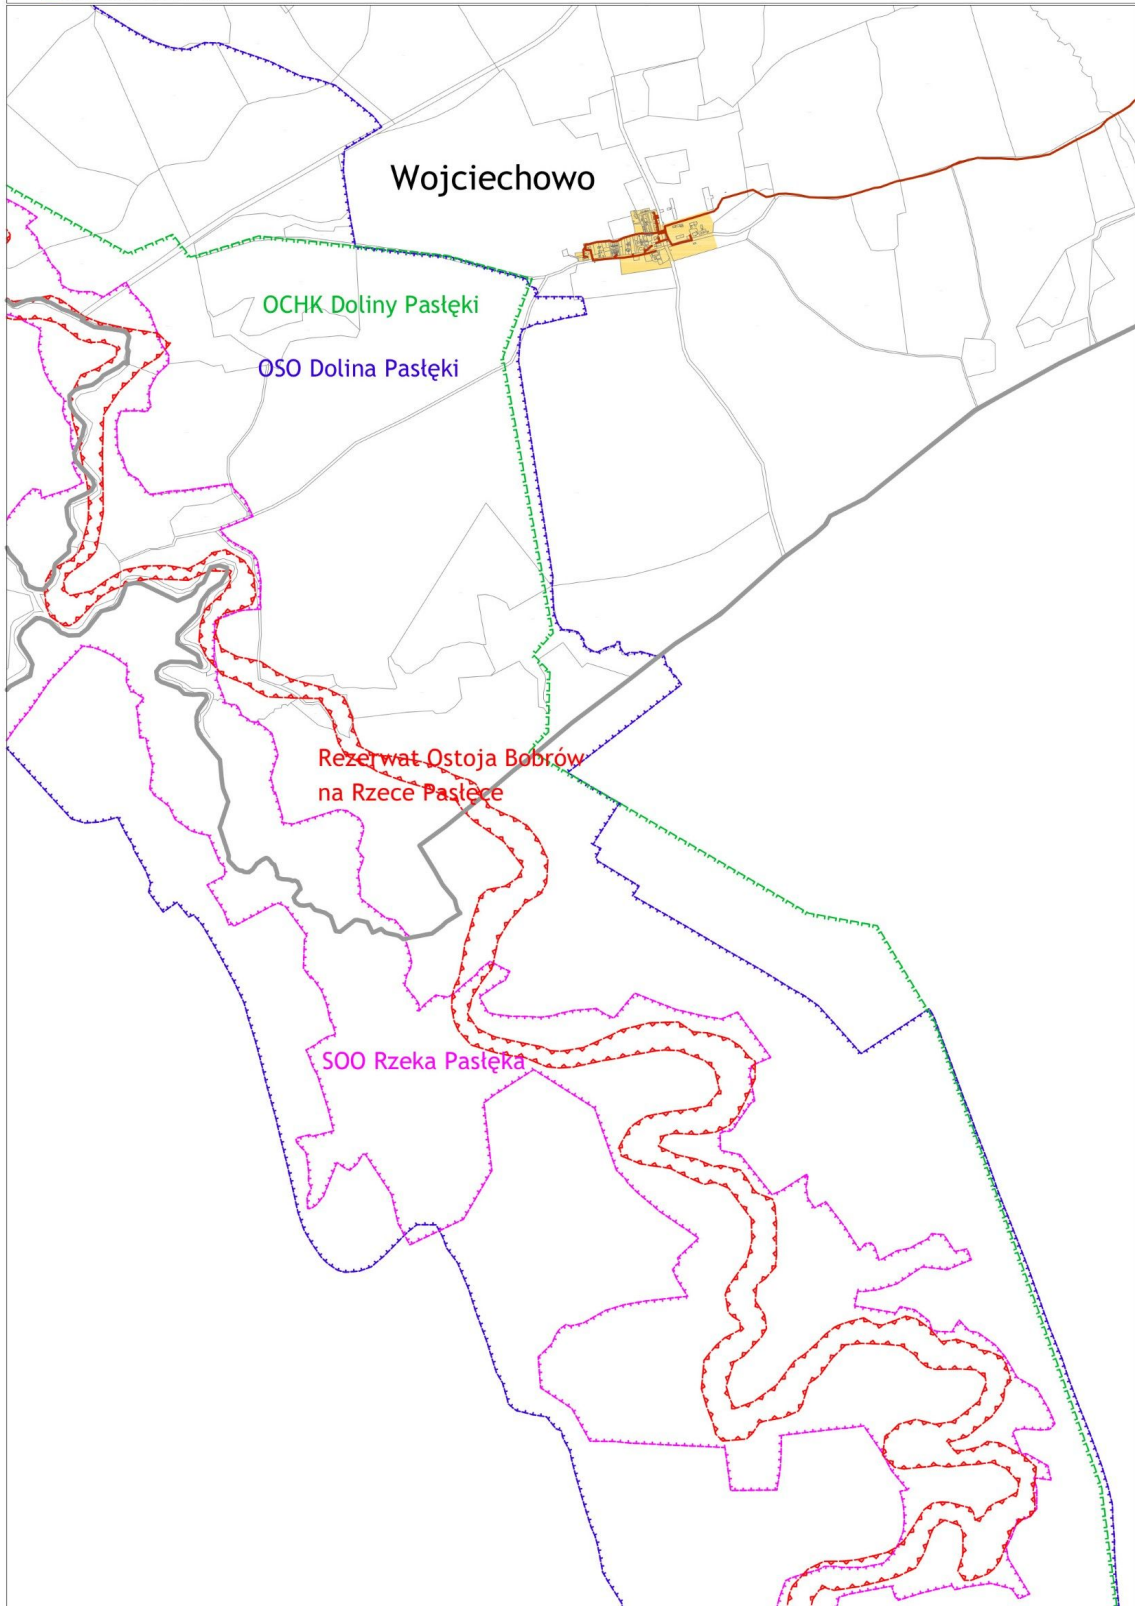 Wojciechowo
OCHK Doliny Pasłęki
OSO Dolina Pasłęki
Rezerwat Ostoja Bobrów
na Rzece Pasłęce
SOO Rzeka Pasłęka